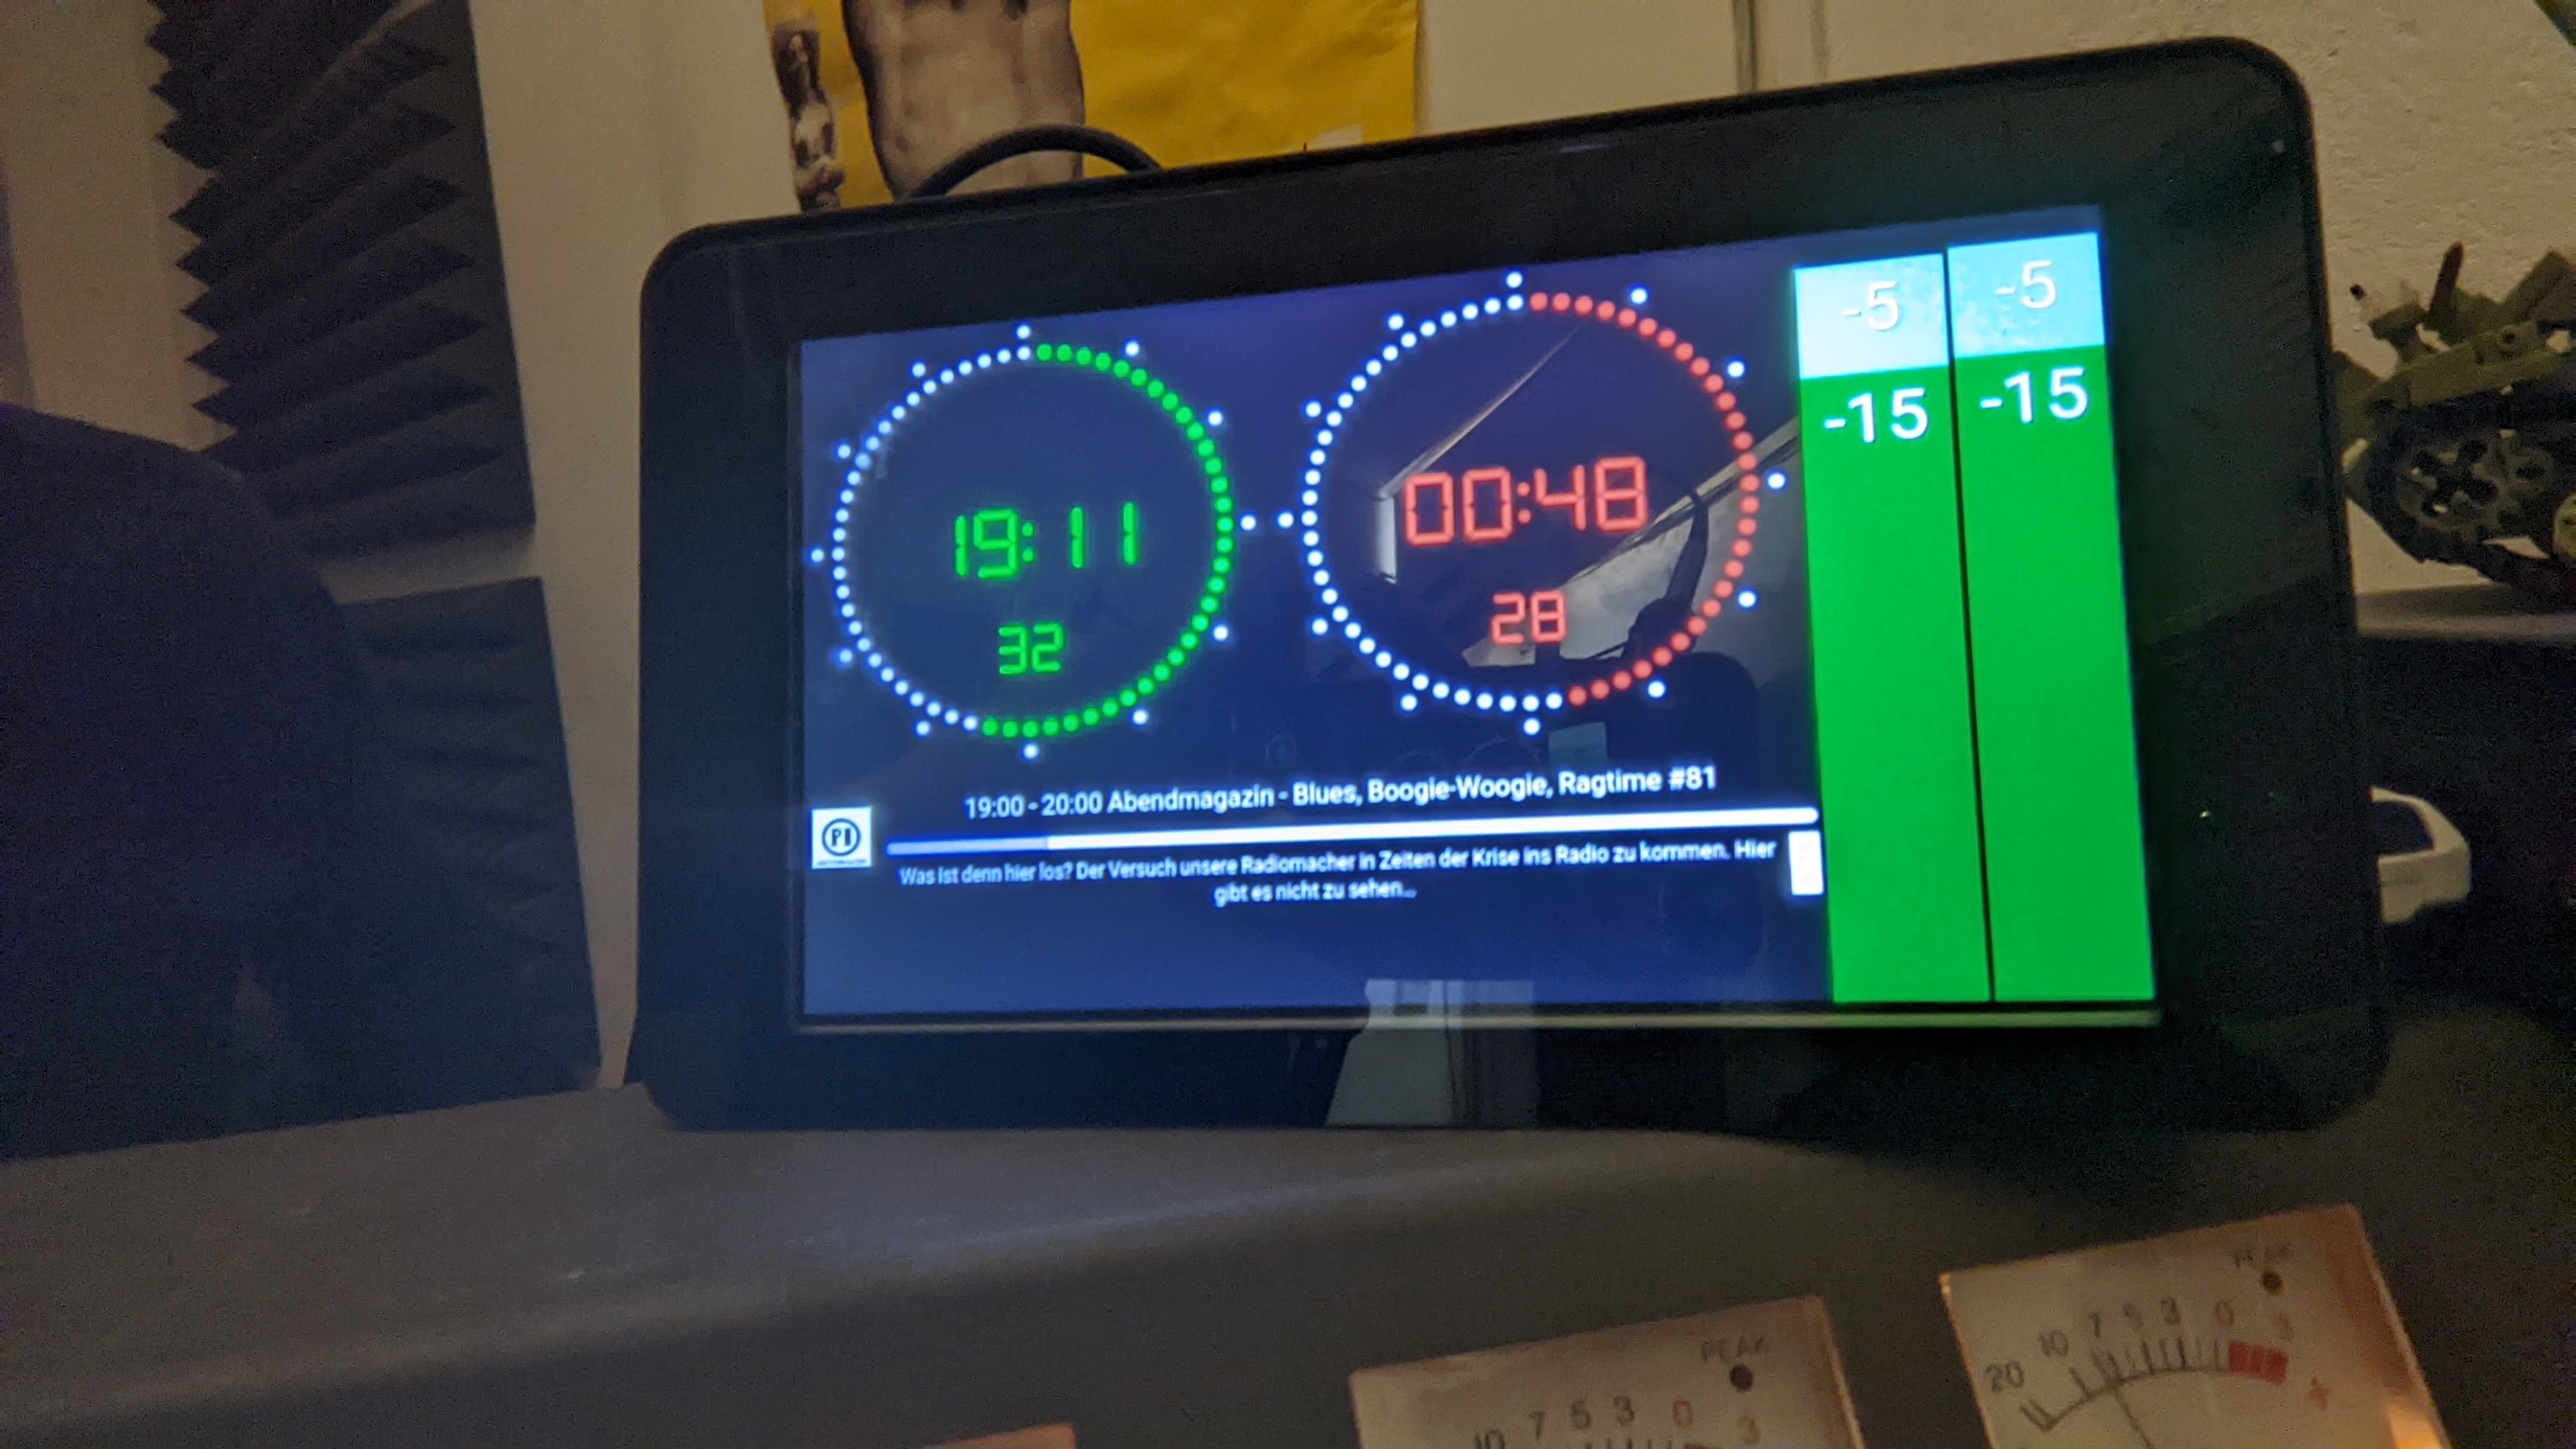 19:11
32
00:48
28
-5
-5
-15
-15
19:00 - 20:00 Abendmagazin - Blues, Boogie-Woogie, Ragtime #81
PI
Was ist denn hier los? Der Versuch unsere Radiomacher in Zeiten der Krise ins Radio zu kommen. Hier
gibt es nicht zu sehen...
PEAK
20 10 7 5 3 0 3
+
PEAK
10 7 5 3 0 3